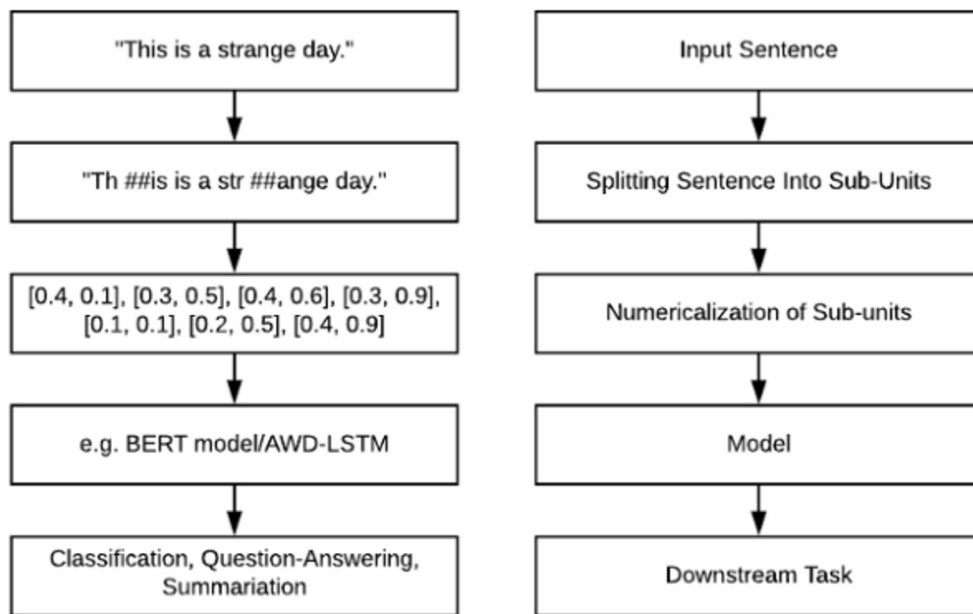 "This is a strange day."
Input Sentence
"Th ##is is a str ##ange day."
Splitting Sentence Into Sub-Units
[0.4, 0.1], [0.3, 0.5], [0.4, 0.6], [0.3, 0.9],
[0.1, 0.1], [0.2, 0.5], [0.4, 0.9]
Numericalization of Sub-units
e.g. BERT model/AWD-LSTM
Model
Classification, Question-Answering,
Summariation
Downstream Task